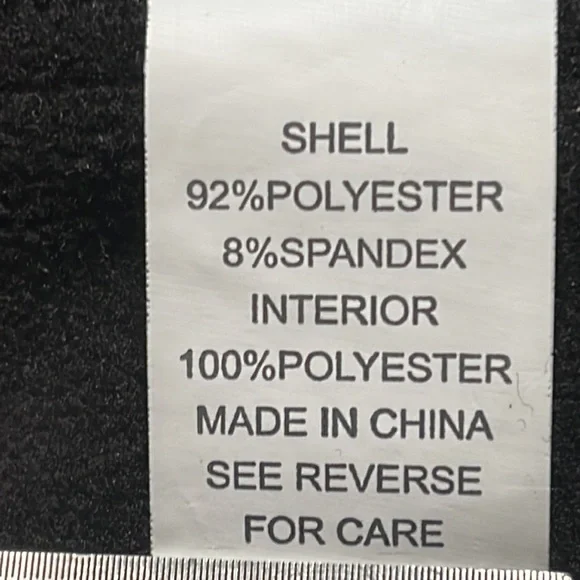 SHELL
92%POLYESTER
8%SPANDEX
INTERIOR
100%POLYESTER
MADE IN CHINA
SEE REVERSE
FOR CARE